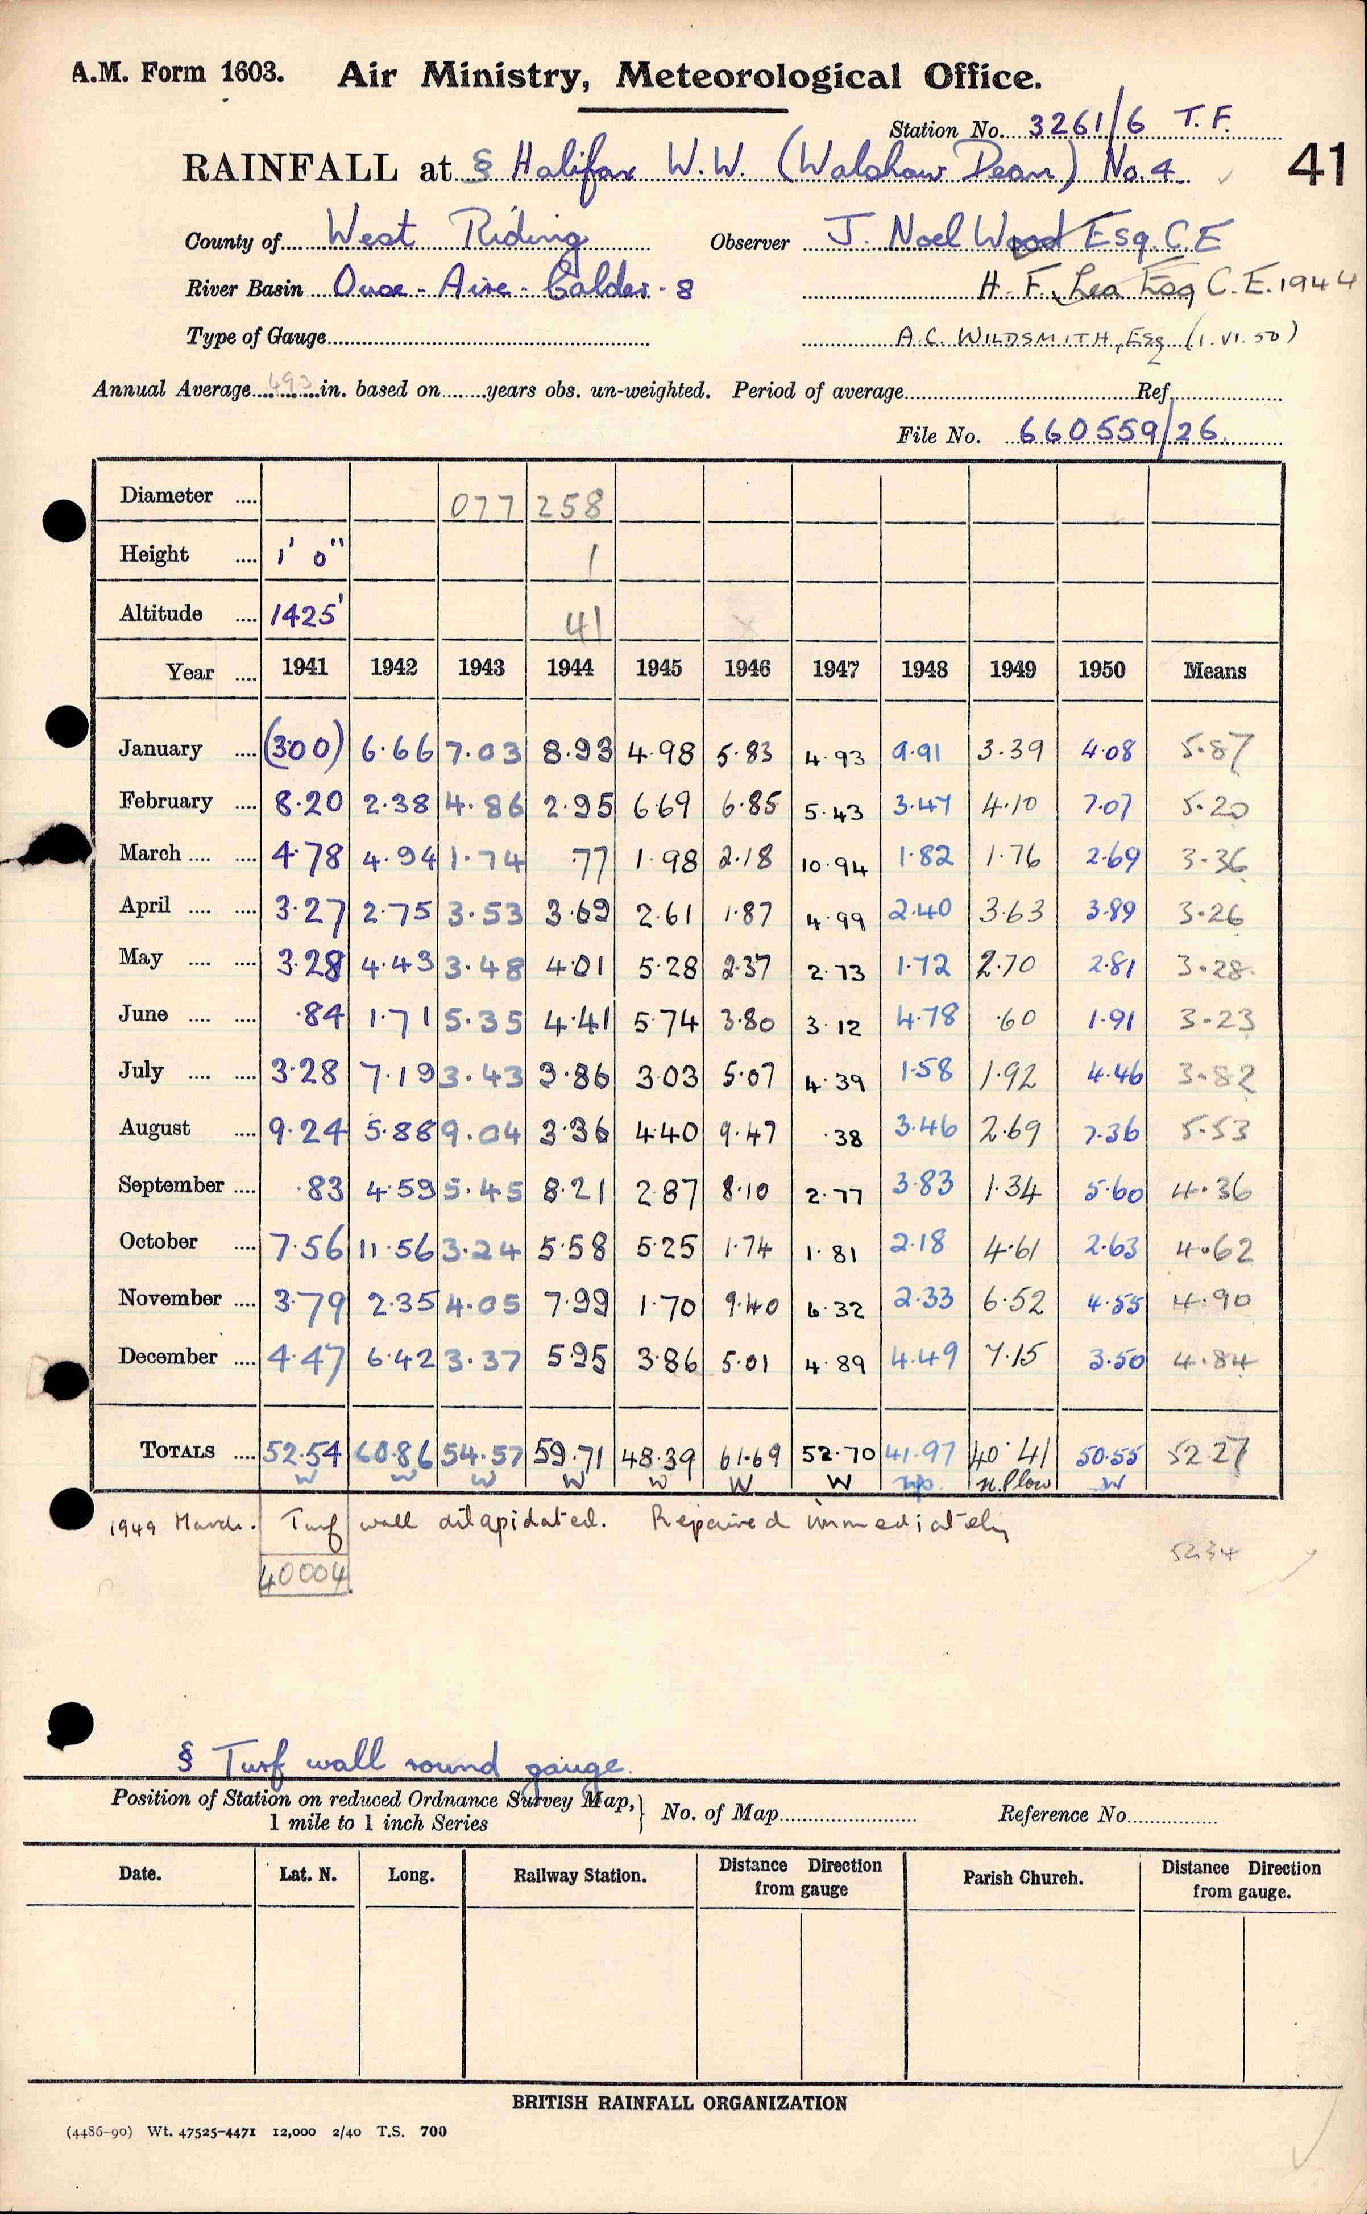 A.M. Form 1603. Air Ministry, Meteorological Office.
Station No. 3261/6 T.F.
RAINFALL at § Halifax W.W. (Walshaw Dean) No. 4
41
County of West Riding Observer J. Noel Wood Esq. C.E
River Basin Ouse - Aire - Calder - 8 H. F. Lea Esq C.E. 1944
Type of Gauge A.C. WILDSMITH, Esq (1. VI. 50)
Annual Average 493 in. based on years obs. un-weighted. Period of average Ref.
File No. 660559/26
Diameter 077 258
Height 1' 0" 1
Altitude 1425' 41
Year 1941 1942 1943 1944 1945 1946 1947 1948 1949 1950 Means
January (3·00) 6·66 7·03 8·93 4·98 5·83 4·93 9·91 3·39 4·08 5·87
February 8·20 2·38 4·86 2·95 6·69 6·85 5·43 3·47 4·10 7·07 5·20
March 4·78 4·94 1·74 ·77 1·98 2·18 10·94 1·82 1·76 2·69 3·36
April 3·27 2·75 3·53 3·69 2·61 1·87 4·99 2·40 3·63 3·89 3·26
May 3·28 4·43 3·48 4·01 5·28 2·37 2·73 1·72 2·70 2·81 3·28
June ·84 1·71 5·35 4·41 5·74 3·80 3·12 4·78 ·60 1·91 3·23
July 3·28 7·19 3·43 3·86 3·03 5·07 4·39 1·58 1·92 4·46 3·82
August 9·24 5·88 9·04 3·36 4·40 9·47 ·38 3·46 2·69 7·36 5·53
September ·83 4·59 5·45 8·21 2·87 8·10 2·77 3·83 1·34 5·60 4·36
October 7·56 11·56 3·24 5·58 5·25 1·74 1·81 2·18 4·61 2·63 4·62
November 3·79 2·35 4·05 7·99 1·70 9·40 6·32 2·33 6·52 4·55 4·90
December 4·47 6·42 3·37 5·95 3·86 5·01 4·89 4·49 7·15 3·50 4·84
TOTALS 52·54 60·86 54·57 59·71 48·39 61·69 52·70 41·97 40·41 50·55 52·27
W W W W W W W np. n. Plow W
1949 March. Turf wall dilapidated. Repaired immediately
5234
40004
§ Turf wall round gauge.
Position of Station on reduced Ordnance Survey Map, } No. of Map Reference No.
1 mile to 1 inch Series
Date. Lat. N. Long. Railway Station. Distance Direction from gauge Parish Church. Distance Direction from gauge.
BRITISH RAINFALL ORGANIZATION
(4486-90) Wt. 47525-4471 12,000 2/40 T.S. 700